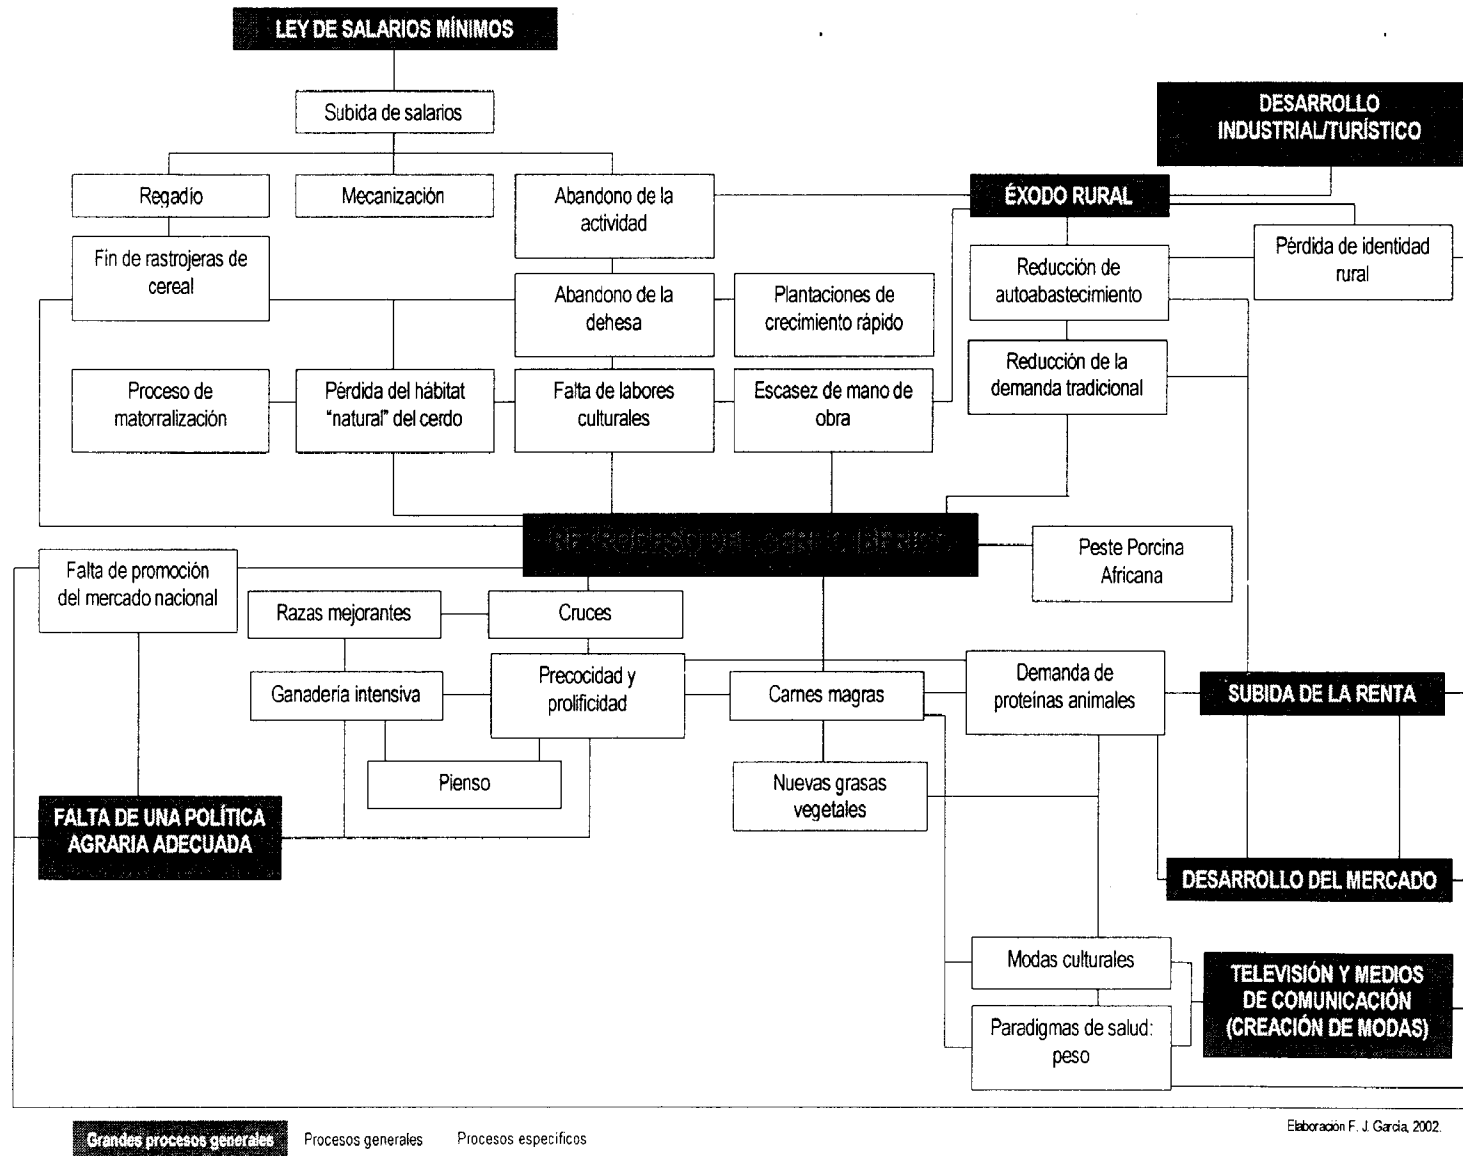 LEY DE SALARIOS MÍNIMOS
Subida de salarios
DESARROLLO
INDUSTRIAL/TURÍSTICO
Regadío
Mecanización
Abandono de la
actividad
ÉXODO RURAL
Fin de rastrojeras de
cereal
Abandono de la
dehesa
Plantaciones de
crecimiento rápido
Reducción de
autoabastecimiento
Pérdida de identidad
rural
Proceso de
matorralización
Pérdida del hábitat
“natural” del cerdo
Falta de labores
culturales
Escasez de mano de
obra
Reducción de la
demanda tradicional
RETROCESO DEL CERDO IBÉRICO
Peste Porcina
Africana
Falta de promoción
del mercado nacional
Razas mejorantes
Cruces
Ganadería intensiva
Precocidad y
prolificidad
Carnes magras
Demanda de
proteínas animales
SUBIDA DE LA RENTA
Pienso
Nuevas grasas
vegetales
FALTA DE UNA POLÍTICA
AGRARIA ADECUADA
DESARROLLO DEL MERCADO
Modas culturales
Paradigmas de salud:
peso
TELEVISIÓN Y MEDIOS
DE COMUNICACIÓN
(CREACIÓN DE MODAS)
Elaboración F. J. García, 2002.
Grandes procesos generales Procesos generales Procesos específicos